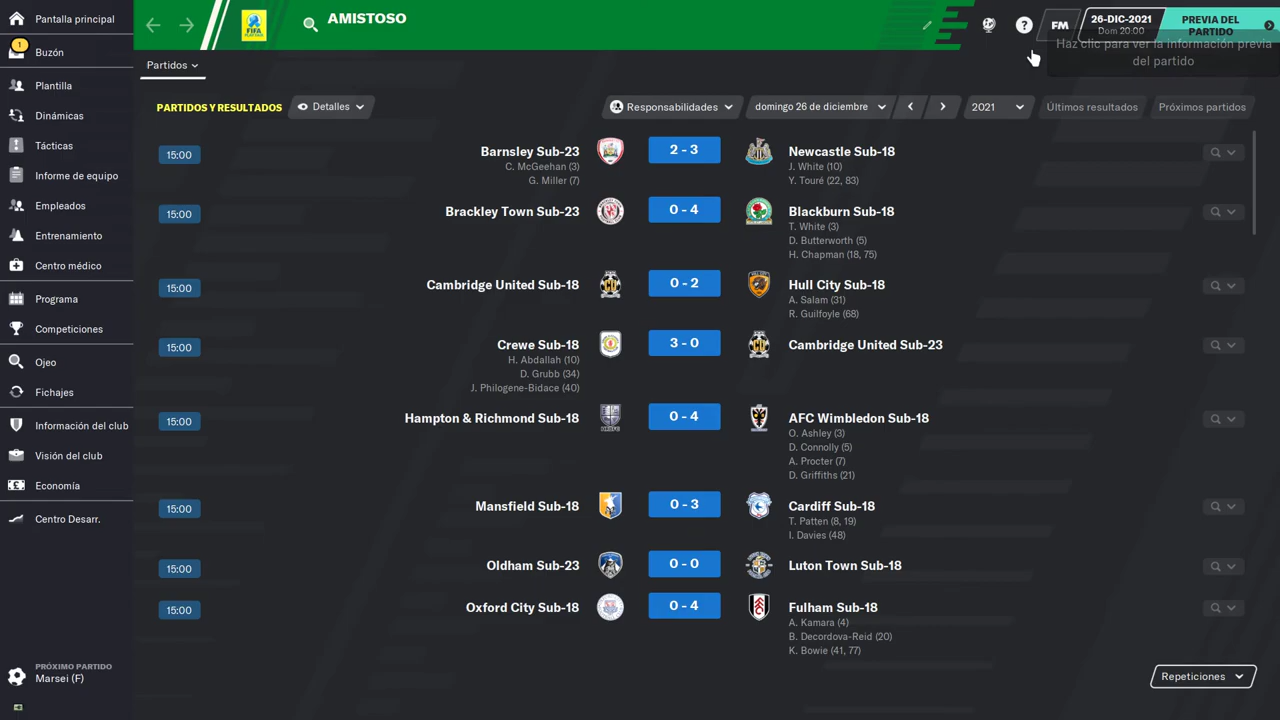 Pantalla principal
1
Buzón
Plantilla
Dinámicas
Tácticas
Informe de equipo
Empleados
Entrenamiento
Centro médico
Programa
Competiciones
Ojeo
Fichajes
Información del club
Visión del club
Economía
Centro Desarr.
PRÓXIMO PARTIDO
Marsei (F)
AMISTOSO
?
FM
26-DIC-2021
Dom 20:00
PREVIA DEL
PARTIDO
Haz clic para ver la información previa
del partido
Partidos
PARTIDOS Y RESULTADOS
Detalles
Responsabilidades
domingo 26 de diciembre
2021
Últimos resultados
Próximos partidos
15:00 Barnsley Sub-23 2 - 3 Newcastle Sub-18
C. McGeehan (3) J. White (10)
G. Miller (7) Y. Touré (22, 83)
15:00 Brackley Town Sub-23 0 - 4 Blackburn Sub-18
T. White (3)
D. Butterworth (5)
H. Chapman (18, 75)
15:00 Cambridge United Sub-18 0 - 2 Hull City Sub-18
A. Salam (31)
R. Guilfoyle (68)
15:00 Crewe Sub-18 3 - 0 Cambridge United Sub-23
H. Abdallah (10)
D. Grubb (34)
J. Philogene-Bidace (40)
15:00 Hampton & Richmond Sub-18 0 - 4 AFC Wimbledon Sub-18
O. Ashley (3)
D. Connolly (5)
A. Procter (7)
D. Griffiths (21)
15:00 Mansfield Sub-18 0 - 3 Cardiff Sub-18
T. Patten (8, 19)
I. Davies (48)
15:00 Oldham Sub-23 0 - 0 Luton Town Sub-18
15:00 Oxford City Sub-18 0 - 4 Fulham Sub-18
A. Kamara (4)
B. Decordova-Reid (20)
K. Bowie (41, 77)
Repeticiones